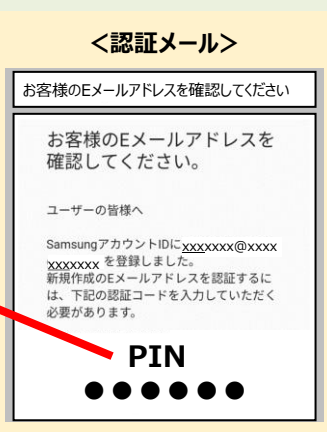 ＜認証メール＞
お客様のEメールアドレスを確認してください
お客様のEメールアドレスを
確認してください。
ユーザーの皆様へ
SamsungアカウントIDにxxxxxxx@xxxx
xxxxxxx を登録しました。
新規作成のEメールアドレスを認証するに
は、下記の認証コードを入力していただく
必要があります。
PIN
●●●●●●